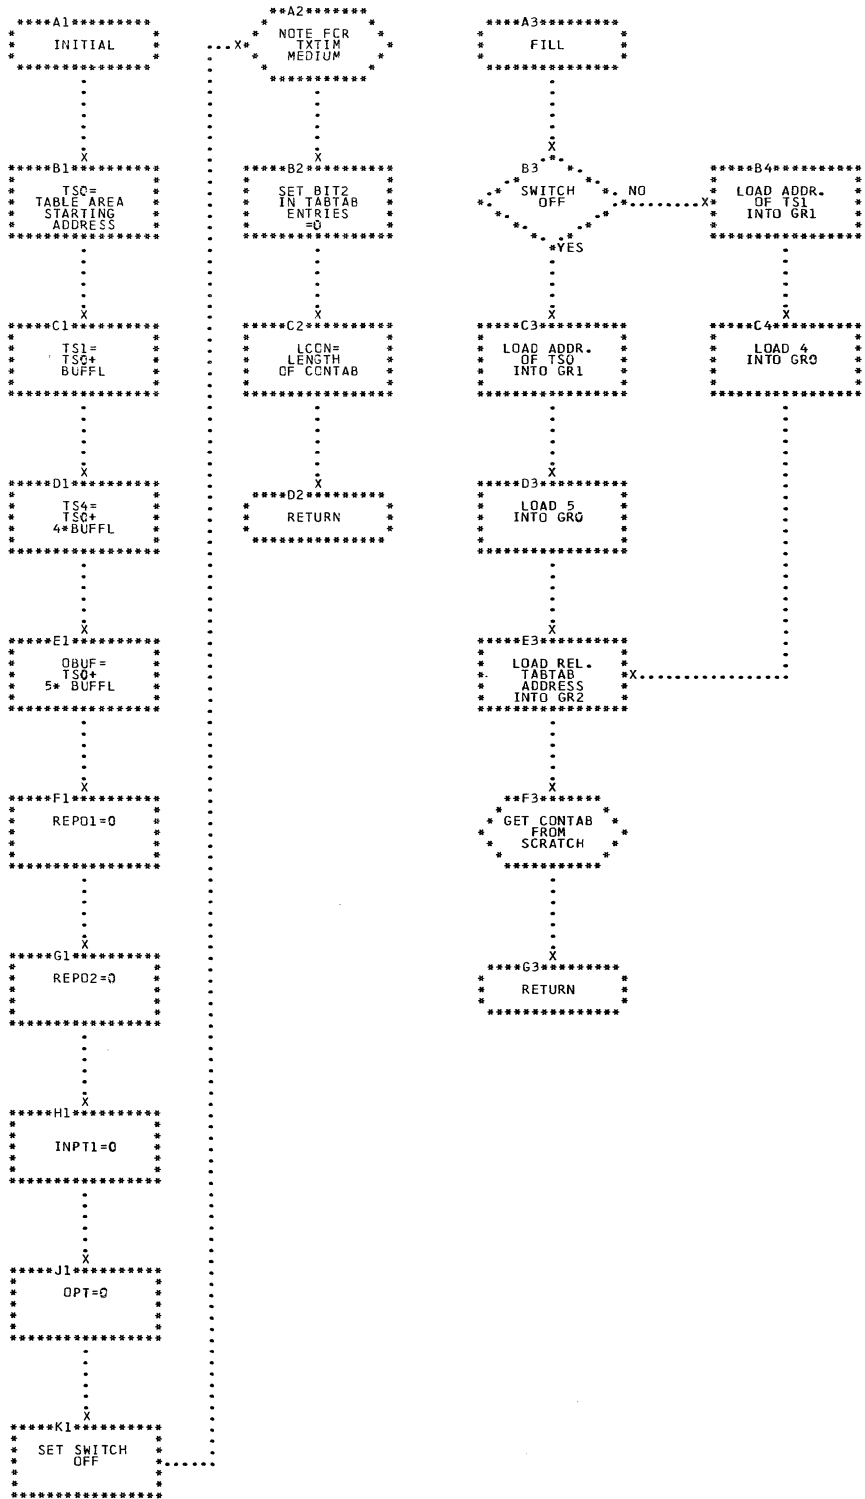 A1
INITIAL
B1
TS0=
TABLE AREA
STARTING
ADDRESS
C1
TS1=
TS0+
BUFFL
D1
TS4=
TS0+
4*BUFFL
E1
OBUF=
TS0+
5* BUFFL
F1
REPO1=0
G1
REPO2=0
H1
INPT1=0
J1
OPT=0
K1
SET SWITCH
OFF
A2
NOTE FCR
TXTIM
MEDIUM
B2
SET BIT2
IN TABTAB
ENTRIES
=0
C2
LCON=
LENGTH
OF CONTAB
D2
RETURN
A3
FILL
B3
SWITCH
OFF
NO
YES
C3
LOAD ADDR.
OF TS0
INTO GR1
D3
LOAD 5
INTO GR0
E3
LOAD REL.
TABTAB
ADDRESS
INTO GR2
F3
GET CONTAB
FROM
SCRATCH
G3
RETURN
B4
LOAD ADDR.
OF TS1
INTO GR1
C4
LOAD 4
INTO GR0